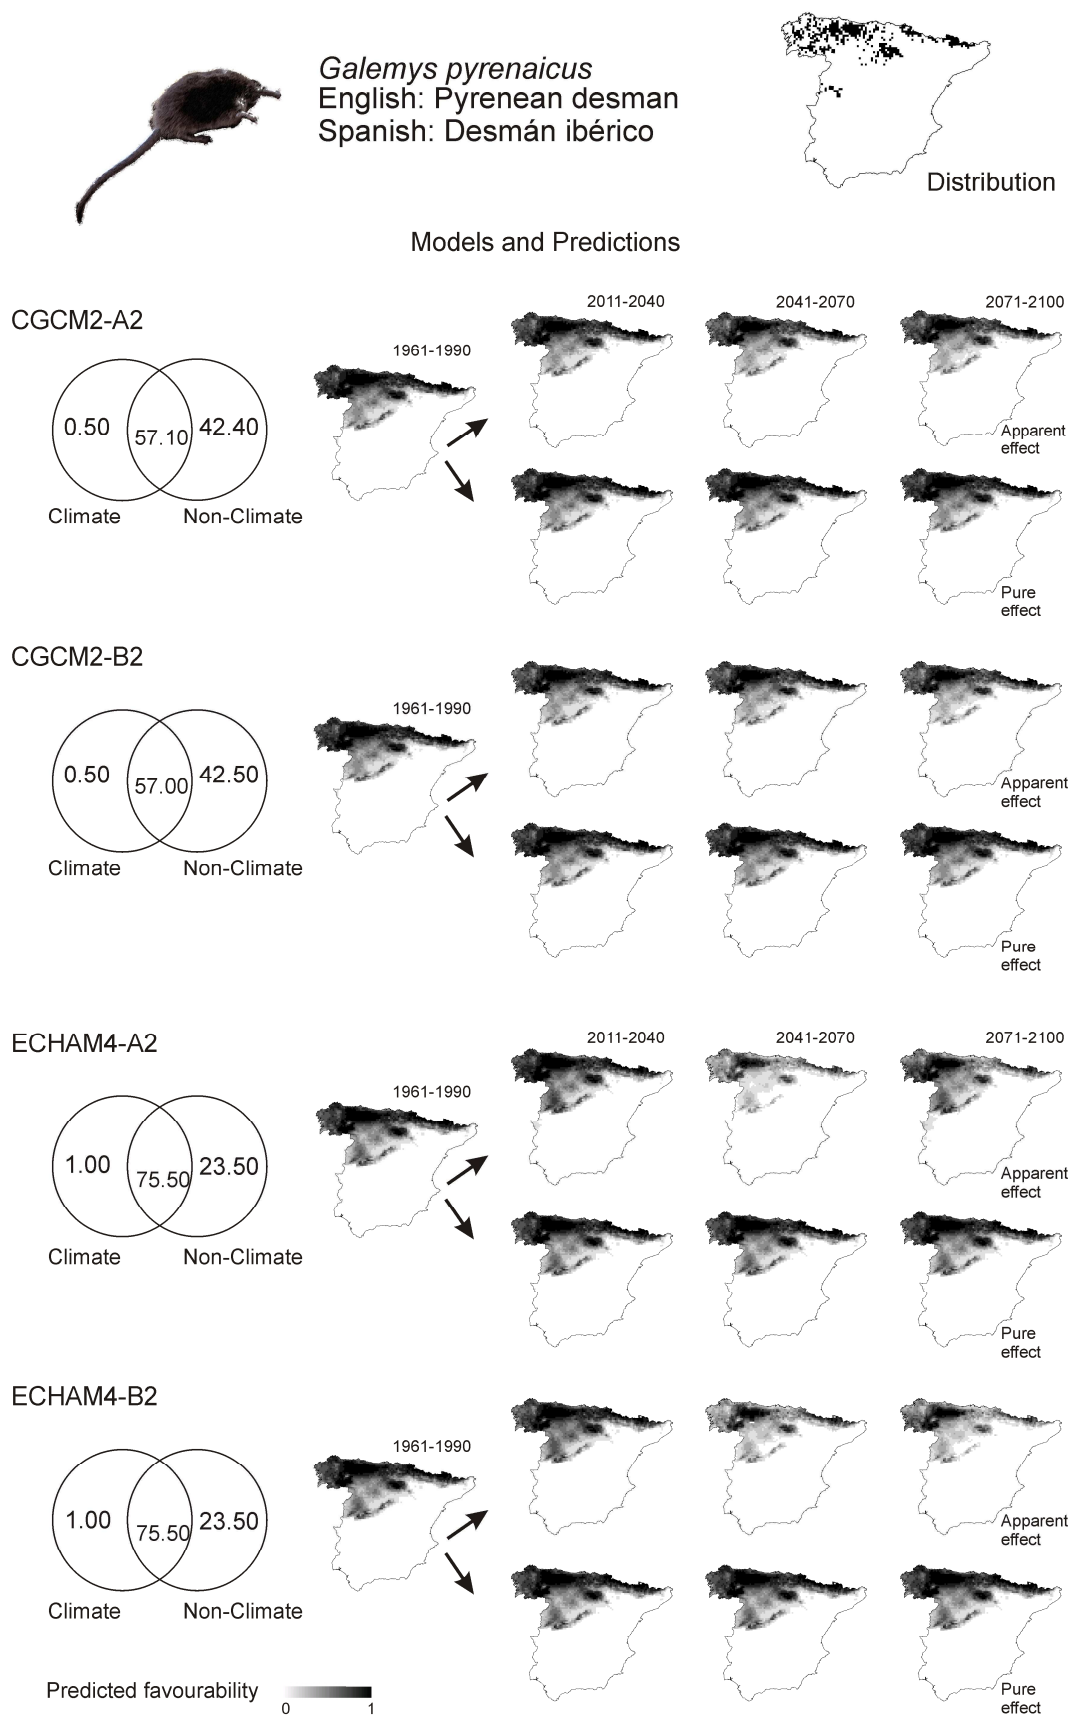 Galemys pyrenaicus
English: Pyrenean desman
Spanish: Desmán ibérico
Distribution
Models and Predictions
CGCM2-A2
2011-2040
2041-2070
2071-2100
1961-1990
0.50
57.10
42.40
Climate
Non-Climate
Apparent
effect
Pure
effect
CGCM2-B2
1961-1990
0.50
57.00
42.50
Climate
Non-Climate
Apparent
effect
Pure
effect
ECHAM4-A2
2011-2040
2041-2070
2071-2100
1961-1990
1.00
75.50
23.50
Climate
Non-Climate
Apparent
effect
Pure
effect
ECHAM4-B2
1961-1990
1.00
75.50
23.50
Climate
Non-Climate
Apparent
effect
Pure
effect
Predicted favourability
0
1